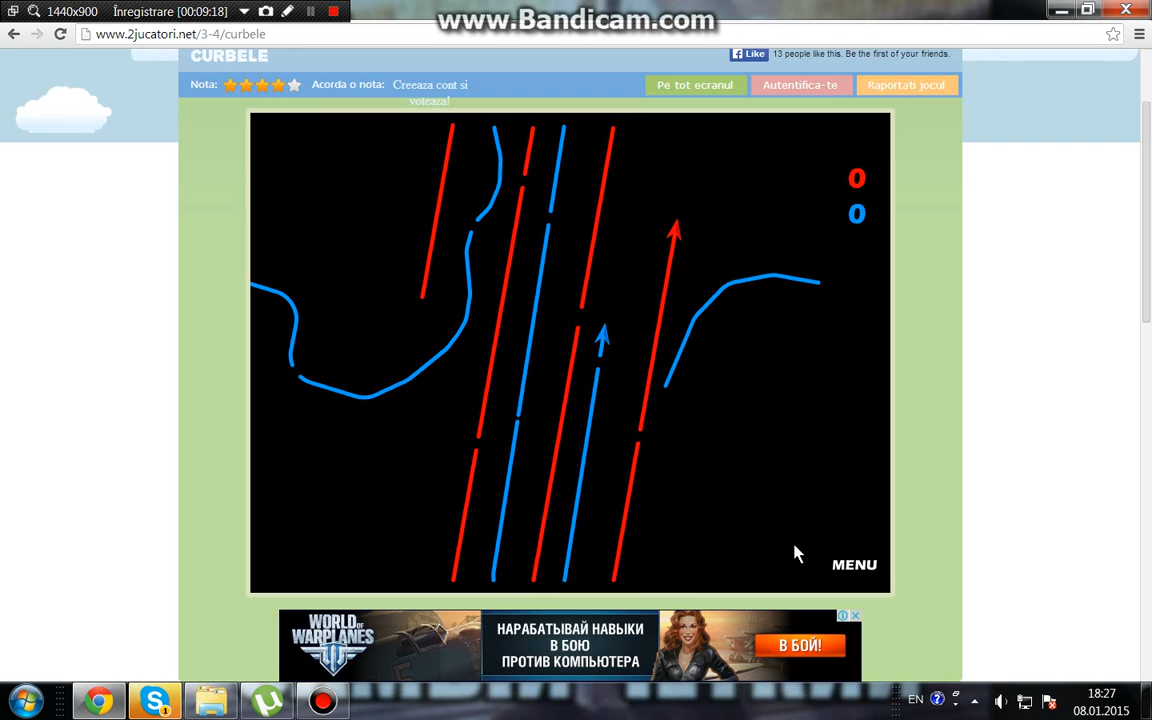 1440x900
Înregistrare [00:09:18]
www.Bandicam.com
www.2jucatori.net/3-4/curbele
CURBELE
Like
13 people like this. Be the first of your friends.
Nota:
Acorda o nota:
Creeaza cont si
voteaza!
Pe tot ecranul
Autentifica-te
Raportati jocul
0
0
MENU
WORLD
OF
WARPLANES
НАРАБАТЫВАЙ НАВЫКИ
В БОЮ
ПРОТИВ КОМПЬЮТЕРА
В БОЙ!
EN
18:27
08.01.2015